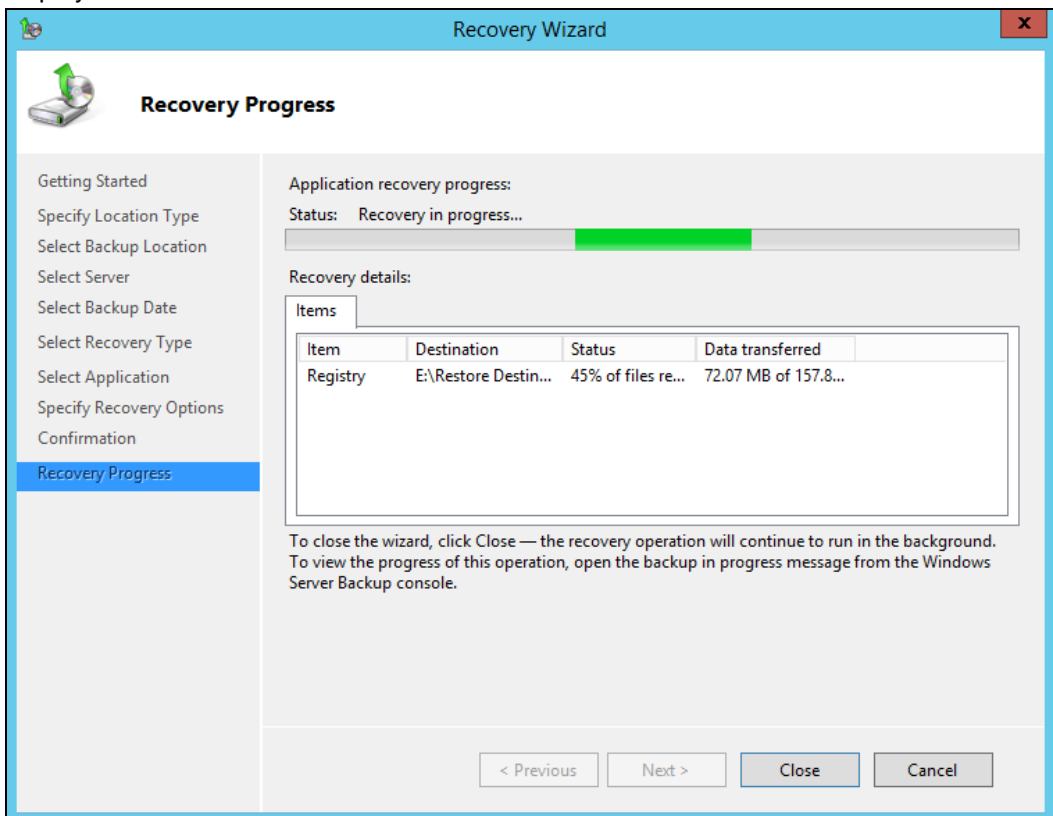 Recovery Wizard
x
Recovery Progress
Getting Started
Specify Location Type
Select Backup Location
Select Server
Select Backup Date
Select Recovery Type
Select Application
Specify Recovery Options
Confirmation
Recovery Progress
Application recovery progress:
Status: Recovery in progress...
Recovery details:
Items
Item Destination Status Data transferred
Registry E:\Restore Destin... 45% of files re... 72.07 MB of 157.8...
To close the wizard, click Close — the recovery operation will continue to run in the background.
To view the progress of this operation, open the backup in progress message from the Windows
Server Backup console.
< Previous Next > Close Cancel